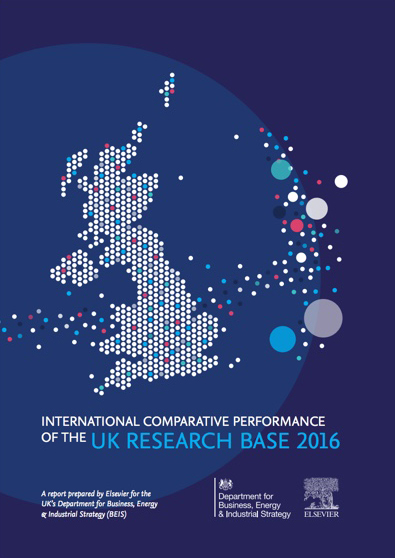 INTERNATIONAL COMPARATIVE PERFORMANCE
OF THE UK RESEARCH BASE 2016
A report prepared by Elsevier for the
UK's Department for Business, Energy
& Industrial Strategy (BEIS)
Department for
Business, Energy
& Industrial Strategy
ELSEVIER